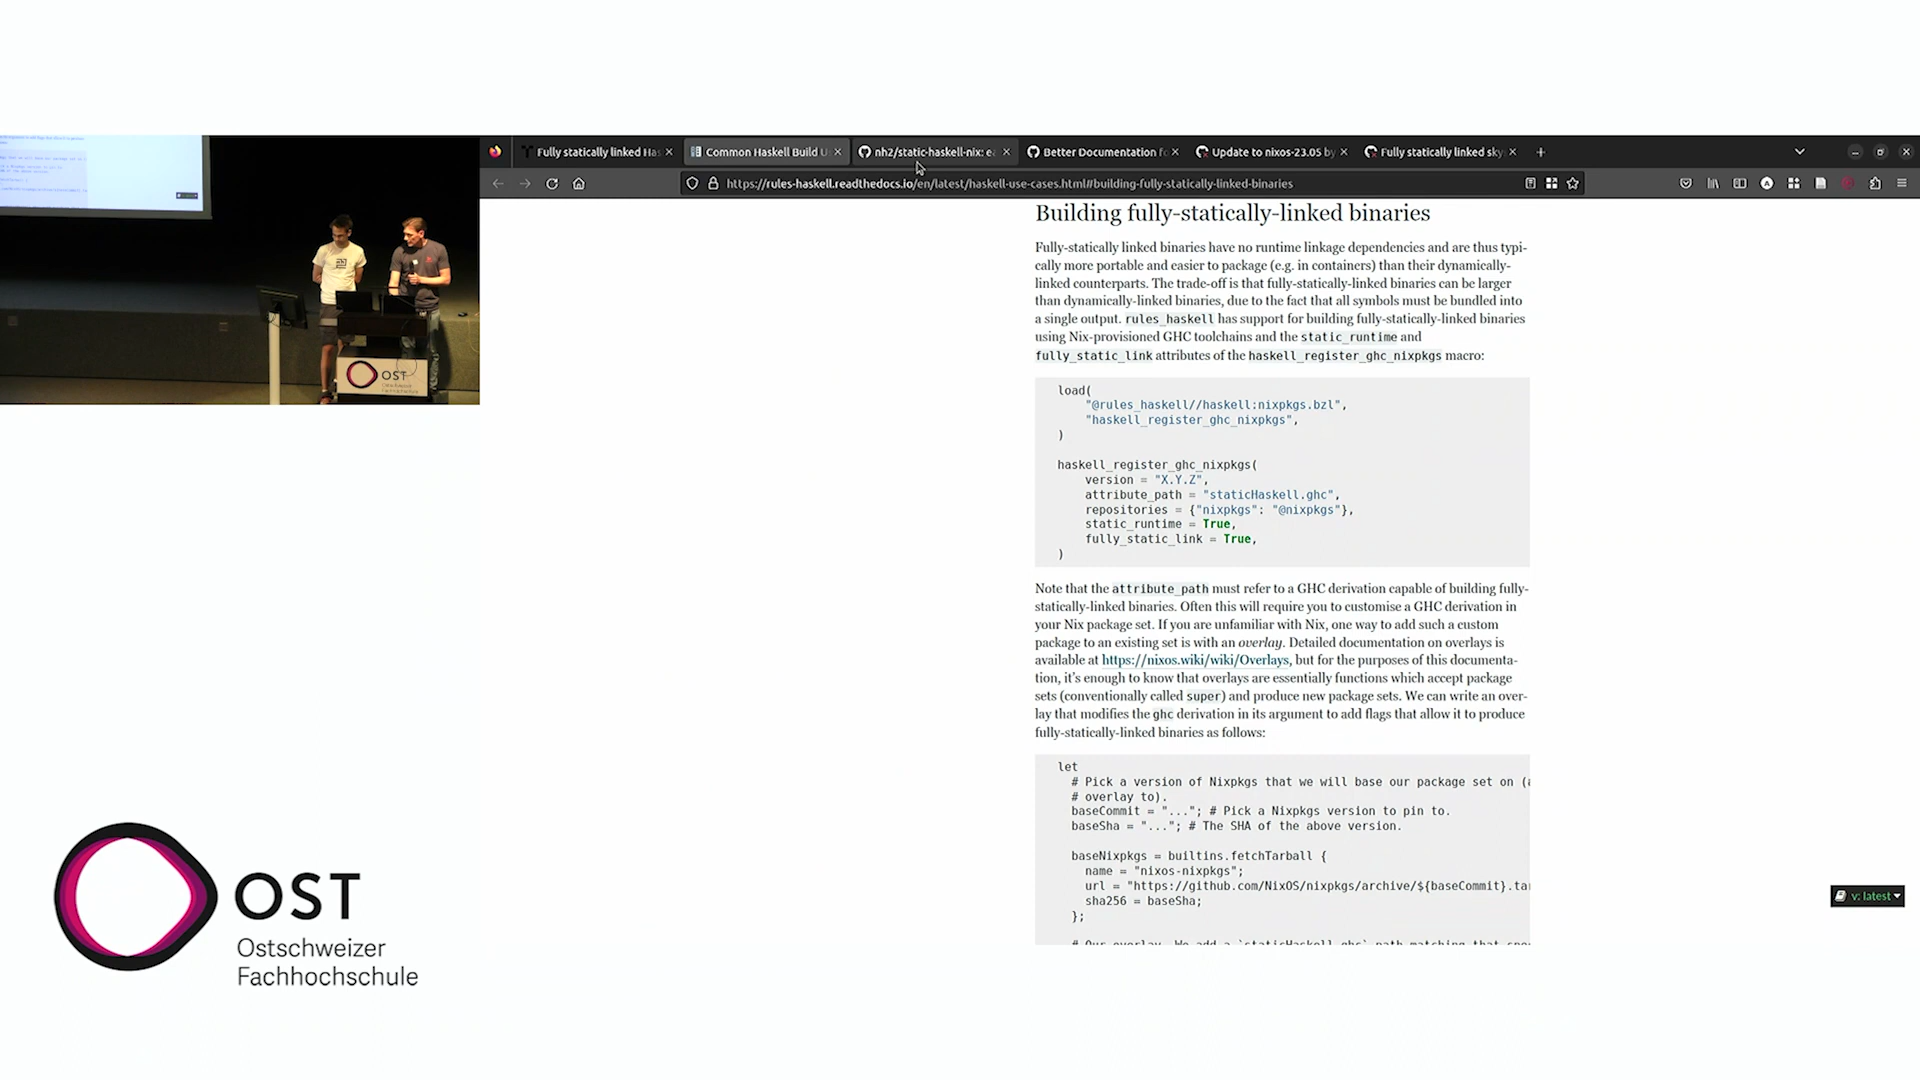 Fully statically linked Has
Common Haskell Build U
nh2/static-haskell-nix: ea
Better Documentation fo
Update to nixos-23.05 by
Fully statically linked sky
https://rules-haskell.readthedocs.io/en/latest/haskell-use-cases.html#building-fully-statically-linked-binaries
Building fully-statically-linked binaries
Fully-statically linked binaries have no runtime linkage dependencies and are thus typi-
cally more portable and easier to package (e.g. in containers) than their dynamically-
linked counterparts. The trade-off is that fully-statically-linked binaries can be larger
than dynamically-linked binaries, due to the fact that all symbols must be bundled into
a single output. rules_haskell has support for building fully-statically-linked binaries
using Nix-provisioned GHC toolchains and the static_runtime and
fully_static_link attributes of the haskell_register_ghc_nixpkgs macro:
load(
"@rules_haskell//haskell:nixpkgs.bzl",
"haskell_register_ghc_nixpkgs",
)
haskell_register_ghc_nixpkgs(
version = "X.Y.Z",
attribute_path = "staticHaskell.ghc",
repositories = {"nixpkgs": "@nixpkgs"},
static_runtime = True,
fully_static_link = True,
)
Note that the attribute_path must refer to a GHC derivation capable of building fully-
statically-linked binaries. Often this will require you to customise a GHC derivation in
your Nix package set. If you are unfamiliar with Nix, one way to add such a custom
package to an existing set is with an overlay. Detailed documentation on overlays is
available at https://nixos.wiki/wiki/Overlays, but for the purposes of this documenta-
tion, it's enough to know that overlays are essentially functions which accept package
sets (conventionally called super) and produce new package sets. We can write an over-
lay that modifies the ghc derivation in its argument to add flags that allow it to produce
fully-statically-linked binaries as follows:
let
# Pick a version of Nixpkgs that we will base our package set on (a
# overlay to).
baseCommit = "..."; # Pick a Nixpkgs version to pin to.
baseSha = "..."; # The SHA of the above version.
baseNixpkgs = builtins.fetchTarball {
name = "nixos-nixpkgs";
url = "https://github.com/NixOS/nixpkgs/archive/${baseCommit}.tar
sha256 = baseSha;
};
# Our overlay. We add a `staticHaskell.ghc` path matching that spec
v: latest
OST
OST
Ostschweizer
Fachhochschule